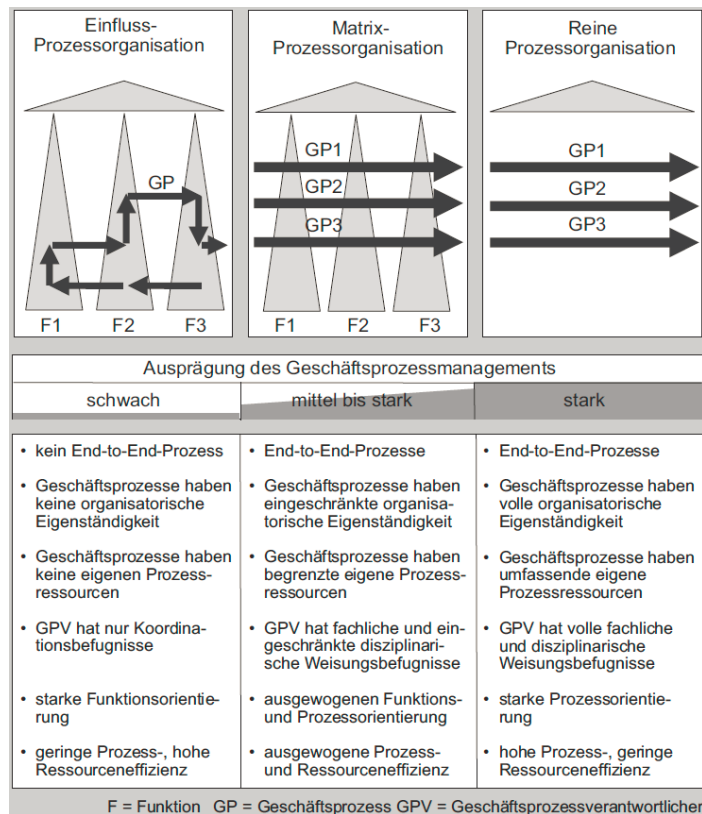 Einfluss-
Prozessorganisation
GP
F1 F2 F3
Matrix-
Prozessorganisation
GP1
GP2
GP3
F1 F2 F3
Reine
Prozessorganisation
GP1
GP2
GP3
Ausprägung des Geschäftsprozessmanagements
schwach
mittel bis stark
stark
• kein End-to-End-Prozess
• Geschäftsprozesse haben
keine organisatorische
Eigenständigkeit
• Geschäftsprozesse haben
keine eigenen Prozess-
ressourcen
• GPV hat nur Koordina-
tionsbefugnisse
• starke Funktionsorientie-
rung
• geringe Prozess-, hohe
Ressourceneffizienz
• End-to-End-Prozesse
• Geschäftsprozesse haben
eingeschränkte organisa-
torische Eigenständigkeit
• Geschäftsprozesse haben
begrenzte eigene Prozess-
ressourcen
• GPV hat fachliche und ein-
geschränkte disziplinar-
ische Weisungsbefugnisse
• ausgewogenen Funktions-
und Prozessorientierung
• ausgewogene Prozess-
und Ressourceneffizienz
• End-to-End-Prozesse
• Geschäftsprozesse haben
volle organisatorische
Eigenständigkeit
• Geschäftsprozesse haben
umfassende eigene
Prozessressourcen
• GPV hat volle fachliche
und disziplinarische
Weisungsbefugnisse
• starke Prozessorientie-
rung
• hohe Prozess-, geringe
Ressourceneffizienz
F = Funktion GP = Geschäftsprozess GPV = Geschäftsprozessverantwortlicher